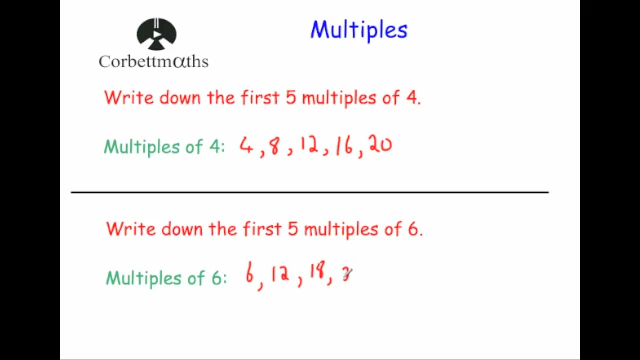 Multiples
Corbettmαths
Write down the first 5 multiples of 4.
Multiples of 4: 4, 8, 12, 16, 20
Write down the first 5 multiples of 6.
Multiples of 6: 6, 12, 18,